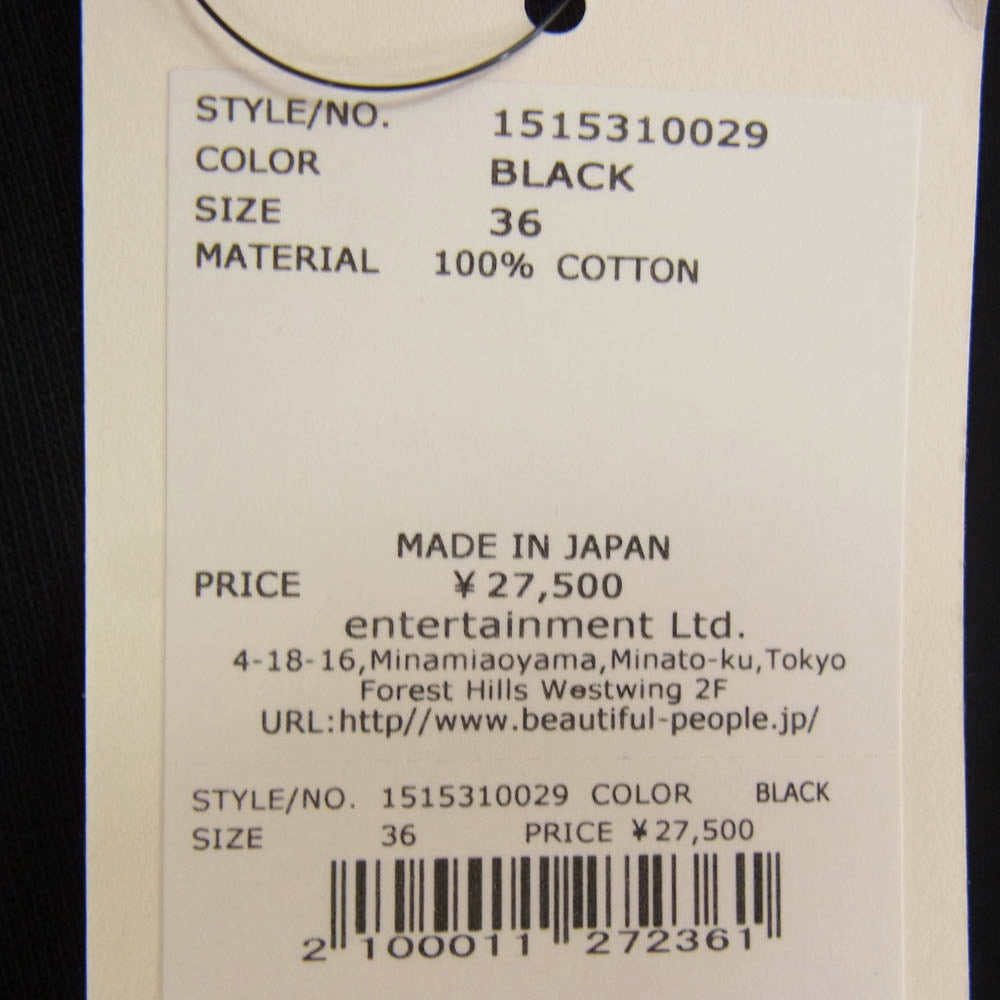 STYLE/NO. 1515310029
COLOR BLACK
SIZE 36
MATERIAL 100% COTTON
MADE IN JAPAN
PRICE ¥27,500
entertainment Ltd.
4-18-16,Minamiaoyama,Minato-ku,Tokyo
Forest Hills Westwing 2F
URL:http//www.beautiful-people.jp/
STYLE/NO. 1515310029 COLOR BLACK
SIZE 36 PRICE ¥27,500
2 100011 272361